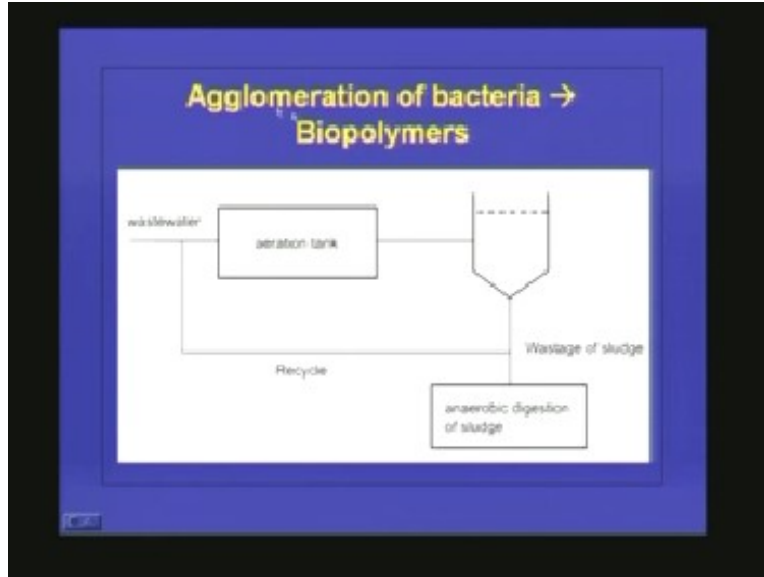 Agglomeration of bacteria →
Biopolymers
wastewater
aeration tank
Recycle
Wastage of sludge
anaerobic digestion
of sludge